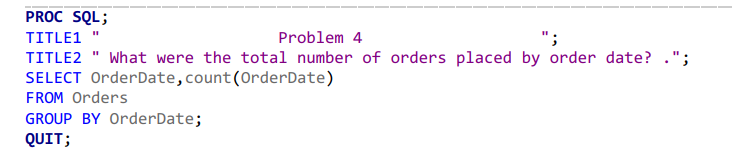 PROC SQL;
TITLE1 "                    Problem 4                    ";
TITLE2 " What were the total number of orders placed by order date? .";
SELECT OrderDate,count(OrderDate)
FROM Orders
GROUP BY OrderDate;
QUIT;